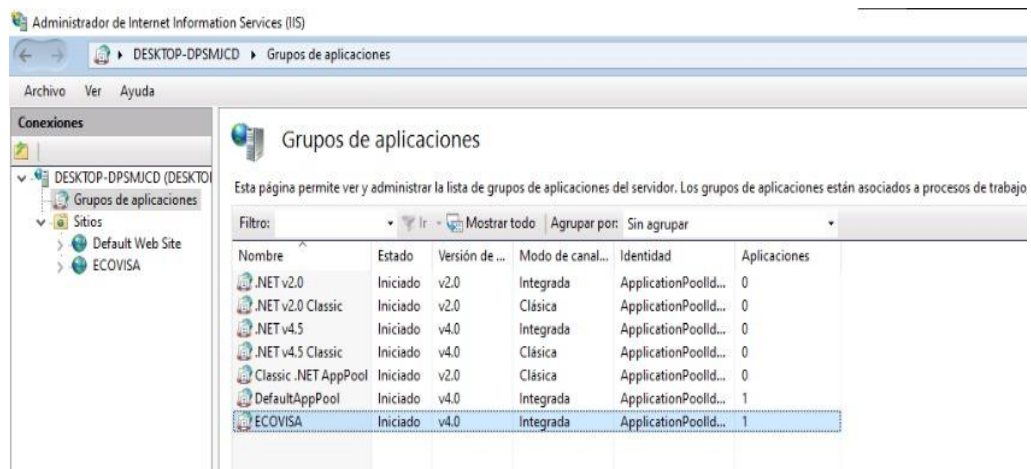 Administrador de Internet Information Services (IIS)
DESKTOP-DPSMJCD Grupos de aplicaciones
Archivo Ver Ayuda
Conexiones
DESKTOP-DPSMJCD (DESKTO
Grupos de aplicaciones
Sitios
Default Web Site
ECOVISA
Grupos de aplicaciones
Esta página permite ver y administrar la lista de grupos de aplicaciones del servidor. Los grupos de aplicaciones están asociados a procesos de trabajo
Filtro: Ir Mostrar todo Agrupar por: Sin agrupar
Nombre Estado Versión de ... Modo de canal... Identidad Aplicaciones
.NET v2.0 Iniciado v2.0 Integrada ApplicationPoolId... 0
.NET v2.0 Classic Iniciado v2.0 Clásica ApplicationPoolId... 0
.NET v4.5 Iniciado v4.0 Integrada ApplicationPoolId... 0
.NET v4.5 Classic Iniciado v4.0 Clásica ApplicationPoolId... 0
Classic .NET AppPool Iniciado v2.0 Clásica ApplicationPoolId... 0
DefaultAppPool Iniciado v4.0 Integrada ApplicationPoolId... 1
ECOVISA Iniciado v4.0 Integrada ApplicationPoolId... 1